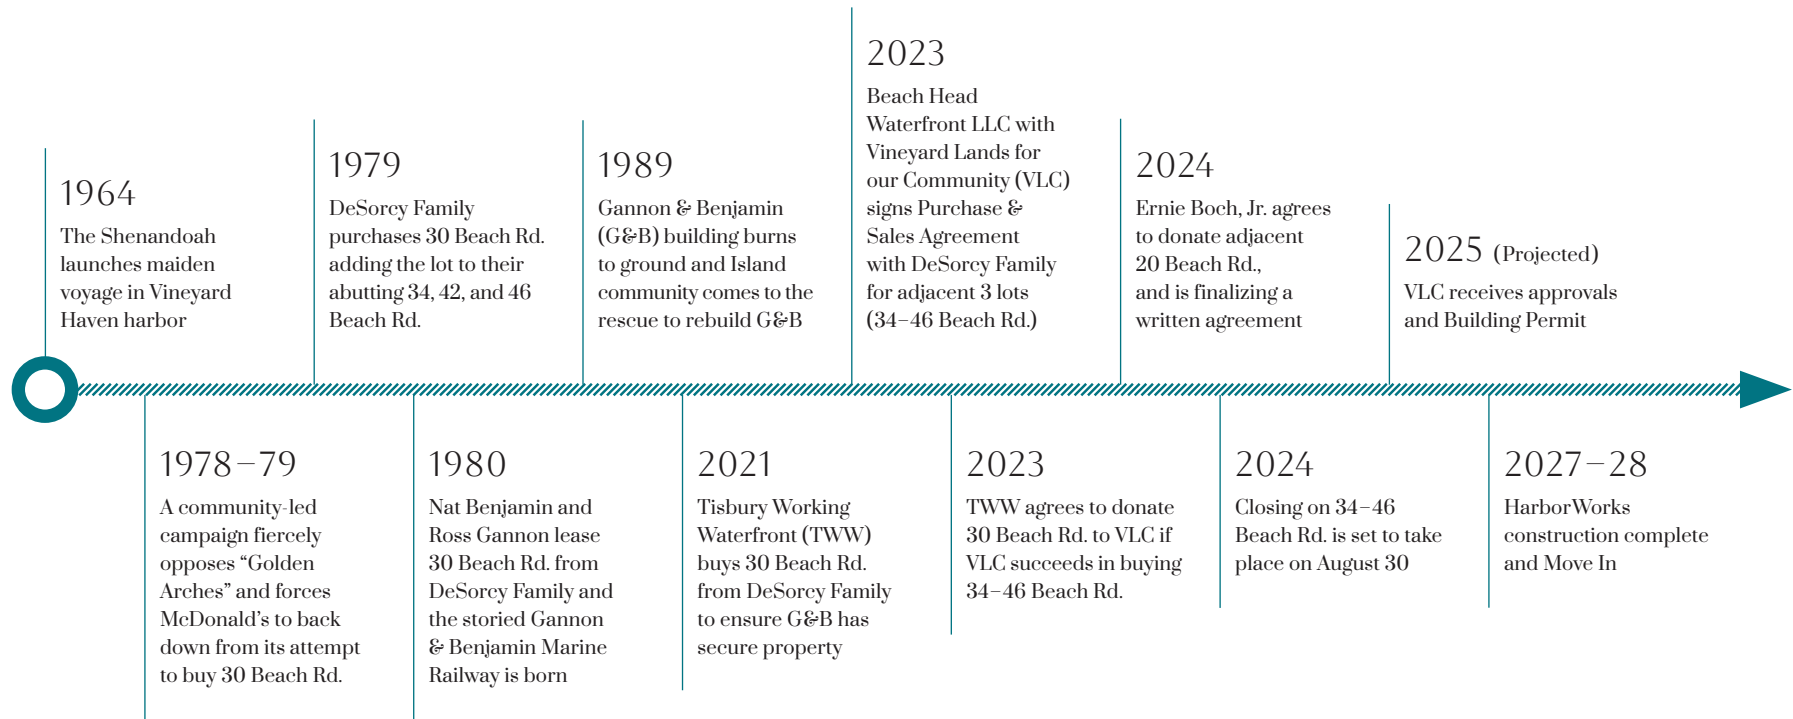 1964
The Shenandoah
launches maiden
voyage in Vineyard
Haven harbor
1978–79
A community-led
campaign fiercely
opposes “Golden
Arches” and forces
McDonald’s to back
down from its attempt
to buy 30 Beach Rd.
1979
DeSorcy Family
purchases 30 Beach Rd.
adding the lot to their
abutting 34, 42, and 46
Beach Rd.
1980
Nat Benjamin and
Ross Gannon lease
30 Beach Rd. from
DeSorcy Family and
the storied Gannon
& Benjamin Marine
Railway is born
1989
Gannon & Benjamin
(G&B) building burns
to ground and Island
community comes to the
rescue to rebuild G&B
2021
Tisbury Working
Waterfront (TWW)
buys 30 Beach Rd.
from DeSorcy Family
to ensure G&B has
secure property
2023
Beach Head
Waterfront LLC with
Vineyard Lands for
our Community (VLC)
signs Purchase &
Sales Agreement
with DeSorcy Family
for adjacent 3 lots
(34–46 Beach Rd.)
2023
TWW agrees to donate
30 Beach Rd. to VLC if
VLC succeeds in buying
34–46 Beach Rd.
2024
Ernie Boch, Jr. agrees
to donate adjacent
20 Beach Rd.,
and is finalizing a
written agreement
2024
Closing on 34–46
Beach Rd. is set to take
place on August 30
2025 (Projected)
VLC receives approvals
and Building Permit
2027–28
HarborWorks
construction complete
and Move In